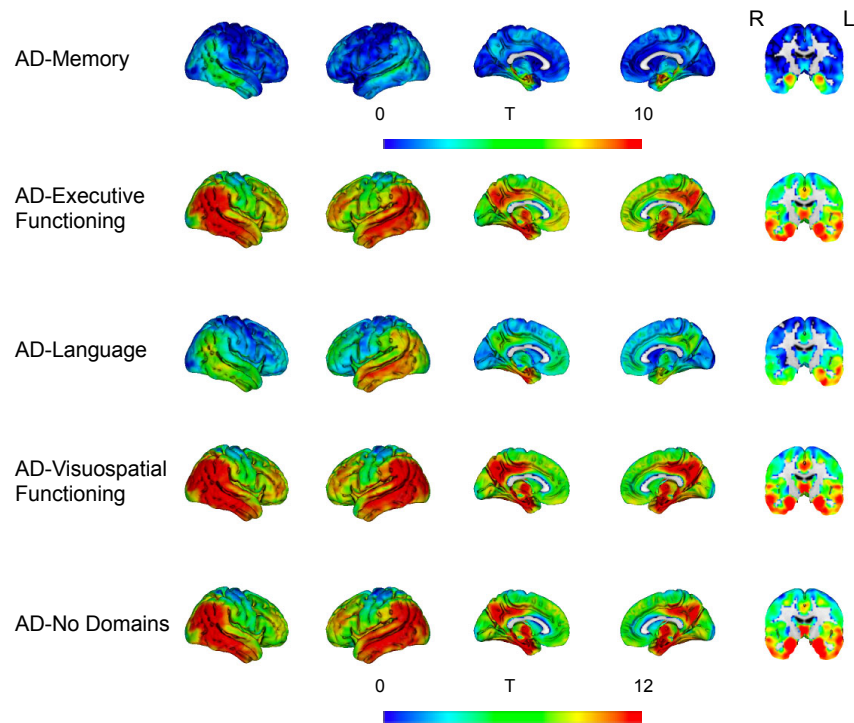 R L
AD-Memory
0 T 10
AD-Executive
Functioning
AD-Language
AD-Visuospatial
Functioning
AD-No Domains
0 T 12